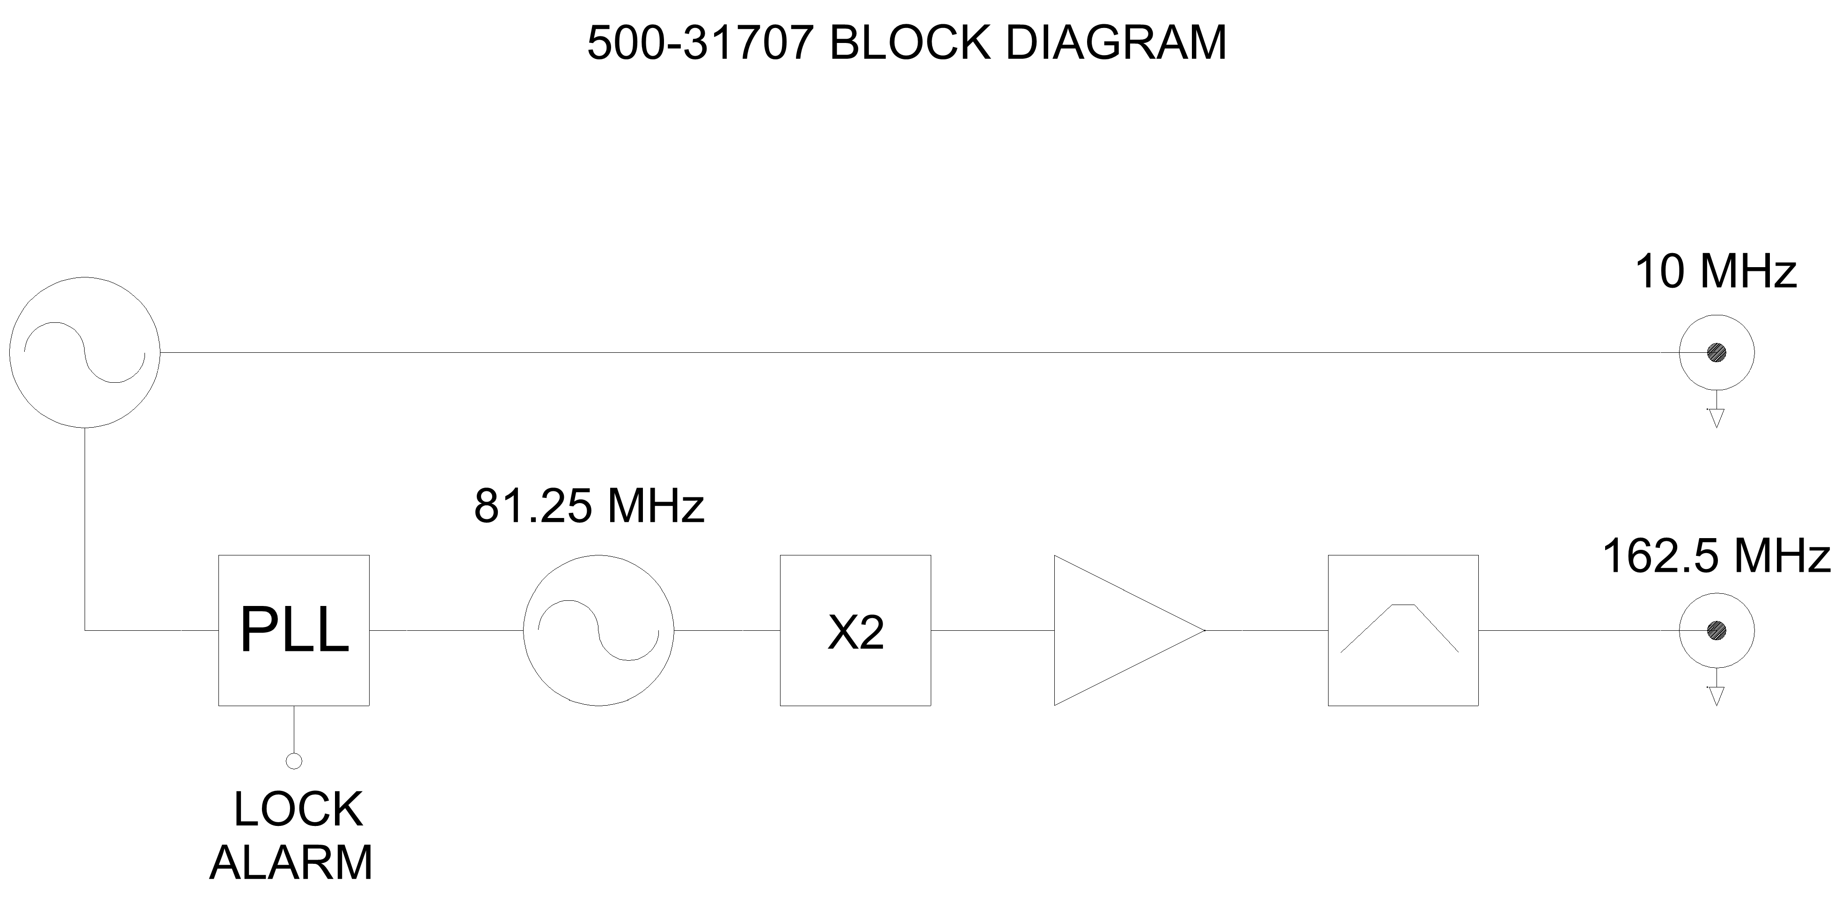 500-31707 BLOCK DIAGRAM
10 MHz
81.25 MHz
162.5 MHz
PLL
X2
LOCK
ALARM